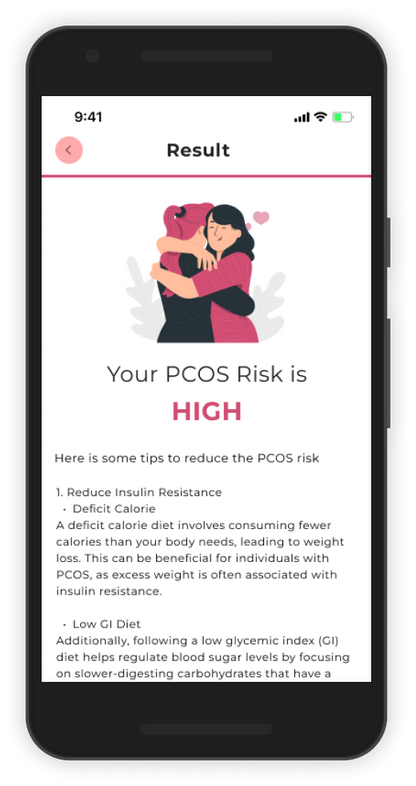 9:41
Result
Your PCOS Risk is
HIGH
Here is some tips to reduce the PCOS risk
1. Reduce Insulin Resistance
• Deficit Calorie
A deficit calorie diet involves consuming fewer
calories than your body needs, leading to weight
loss. This can be beneficial for individuals with
PCOS, as excess weight is often associated with
insulin resistance.
• Low GI Diet
Additionally, following a low glycemic index (GI)
diet helps regulate blood sugar levels by focusing
on slower-digesting carbohydrates that have a